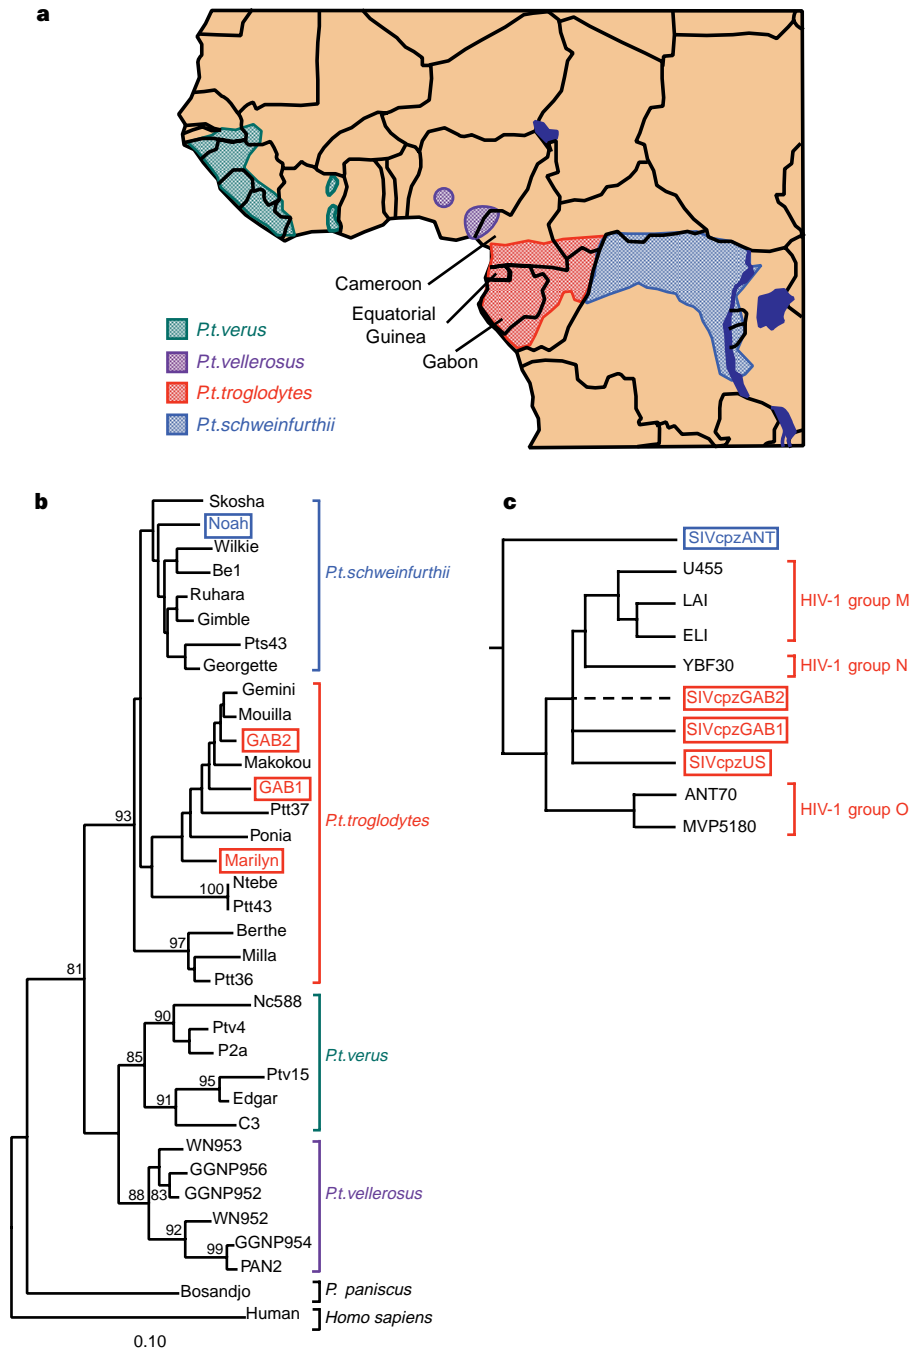 a
Cameroon
Equatorial
Guinea
Gabon
P.t.verus
P.t.vellerosus
P.t.troglodytes
P.t.schweinfurthii
b
Skosha
Noah
Wilkie
Be1
Ruhara
Gimble
Pts43
Georgette
P.t.schweinfurthii
Gemini
Mouilla
GAB2
Makokou
GAB1
Ptt37
Ponia
Marilyn
Ntebe
Ptt43
Berthe
Milla
Ptt36
P.t.troglodytes
93
100
97
81
Nc588
Ptv4
P2a
Ptv15
Edgar
C3
P.t.verus
90
85
95
91
WN953
GGNP956
GGNP952
WN952
GGNP954
PAN2
P.t.vellerosus
88
83
92
99
Bosandjo
P. paniscus
Human
Homo sapiens
0.10
c
SIVcpzANT
U455
LAI
ELI
HIV-1 group M
YBF30
HIV-1 group N
SIVcpzGAB2
SIVcpzGAB1
SIVcpzUS
ANT70
MVP5180
HIV-1 group O